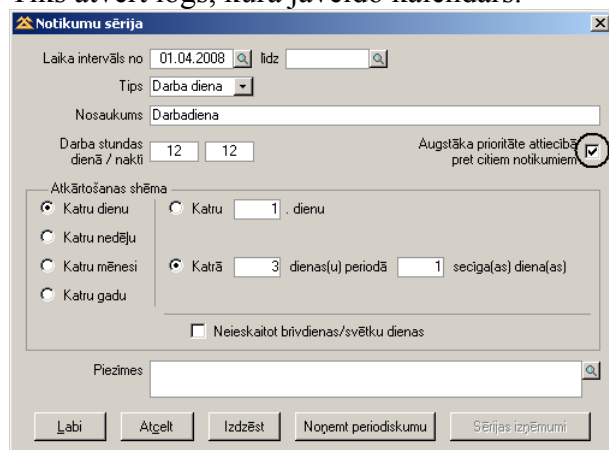 Tiks atvērt logs, kurā jāveido kalendārs:
Notikumu sērija
Laika intervāls no 01.04.2008 līdz
Tips Darba diena
Nosaukums Darbadiena
Darba stundas dienā / naktī 12 12
Augstāka prioritāte attiecībā pret citiem notikumiem
Atkārtošanas shēma
Katru dienu Katru 1 . dienu
Katru nedēļu
Katru mēnesi Katrā 3 dienas(u) periodā 1 secīga(as) diena(as)
Katru gadu
Neieskaitot brīvdienas/svētku dienas
Piezīmes
Labi Atcelt Izdzēst Noņemt periodiskumu Sērijas izņēmumi